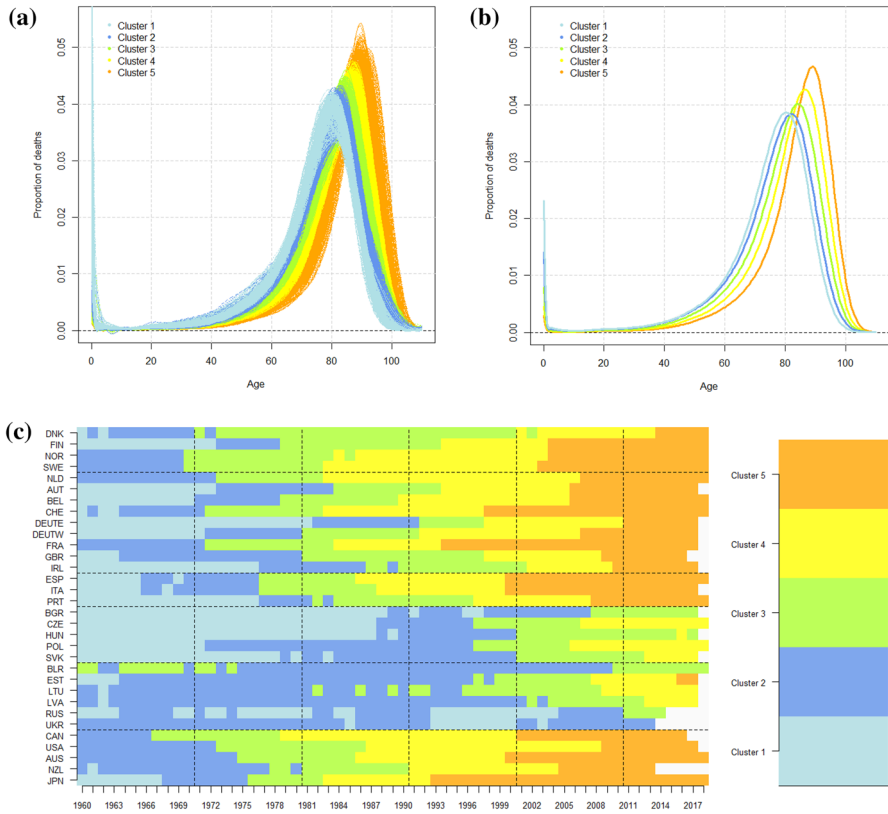 (a)
Cluster 1
Cluster 2
Cluster 3
Cluster 4
Cluster 5
Proportion of deaths
0.00
0.01
0.02
0.03
0.04
0.05
0
20
40
60
80
100
Age
(b)
Cluster 1
Cluster 2
Cluster 3
Cluster 4
Cluster 5
Proportion of deaths
0.00
0.01
0.02
0.03
0.04
0.05
0
20
40
60
80
100
Age
(c)
DNK
FIN
NOR
SWE
NLD
AUT
BEL
CHE
DEUTE
DEUTW
FRA
GBR
IRL
ESP
ITA
PRT
BGR
CZE
HUN
POL
SVK
BLR
EST
LTU
LVA
RUS
UKR
CAN
USA
AUS
NZL
JPN
1960 1963 1966 1969 1972 1975 1978 1981 1984 1987 1990 1993 1996 1999 2002 2005 2008 2011 2014 2017
Cluster 5
Cluster 4
Cluster 3
Cluster 2
Cluster 1